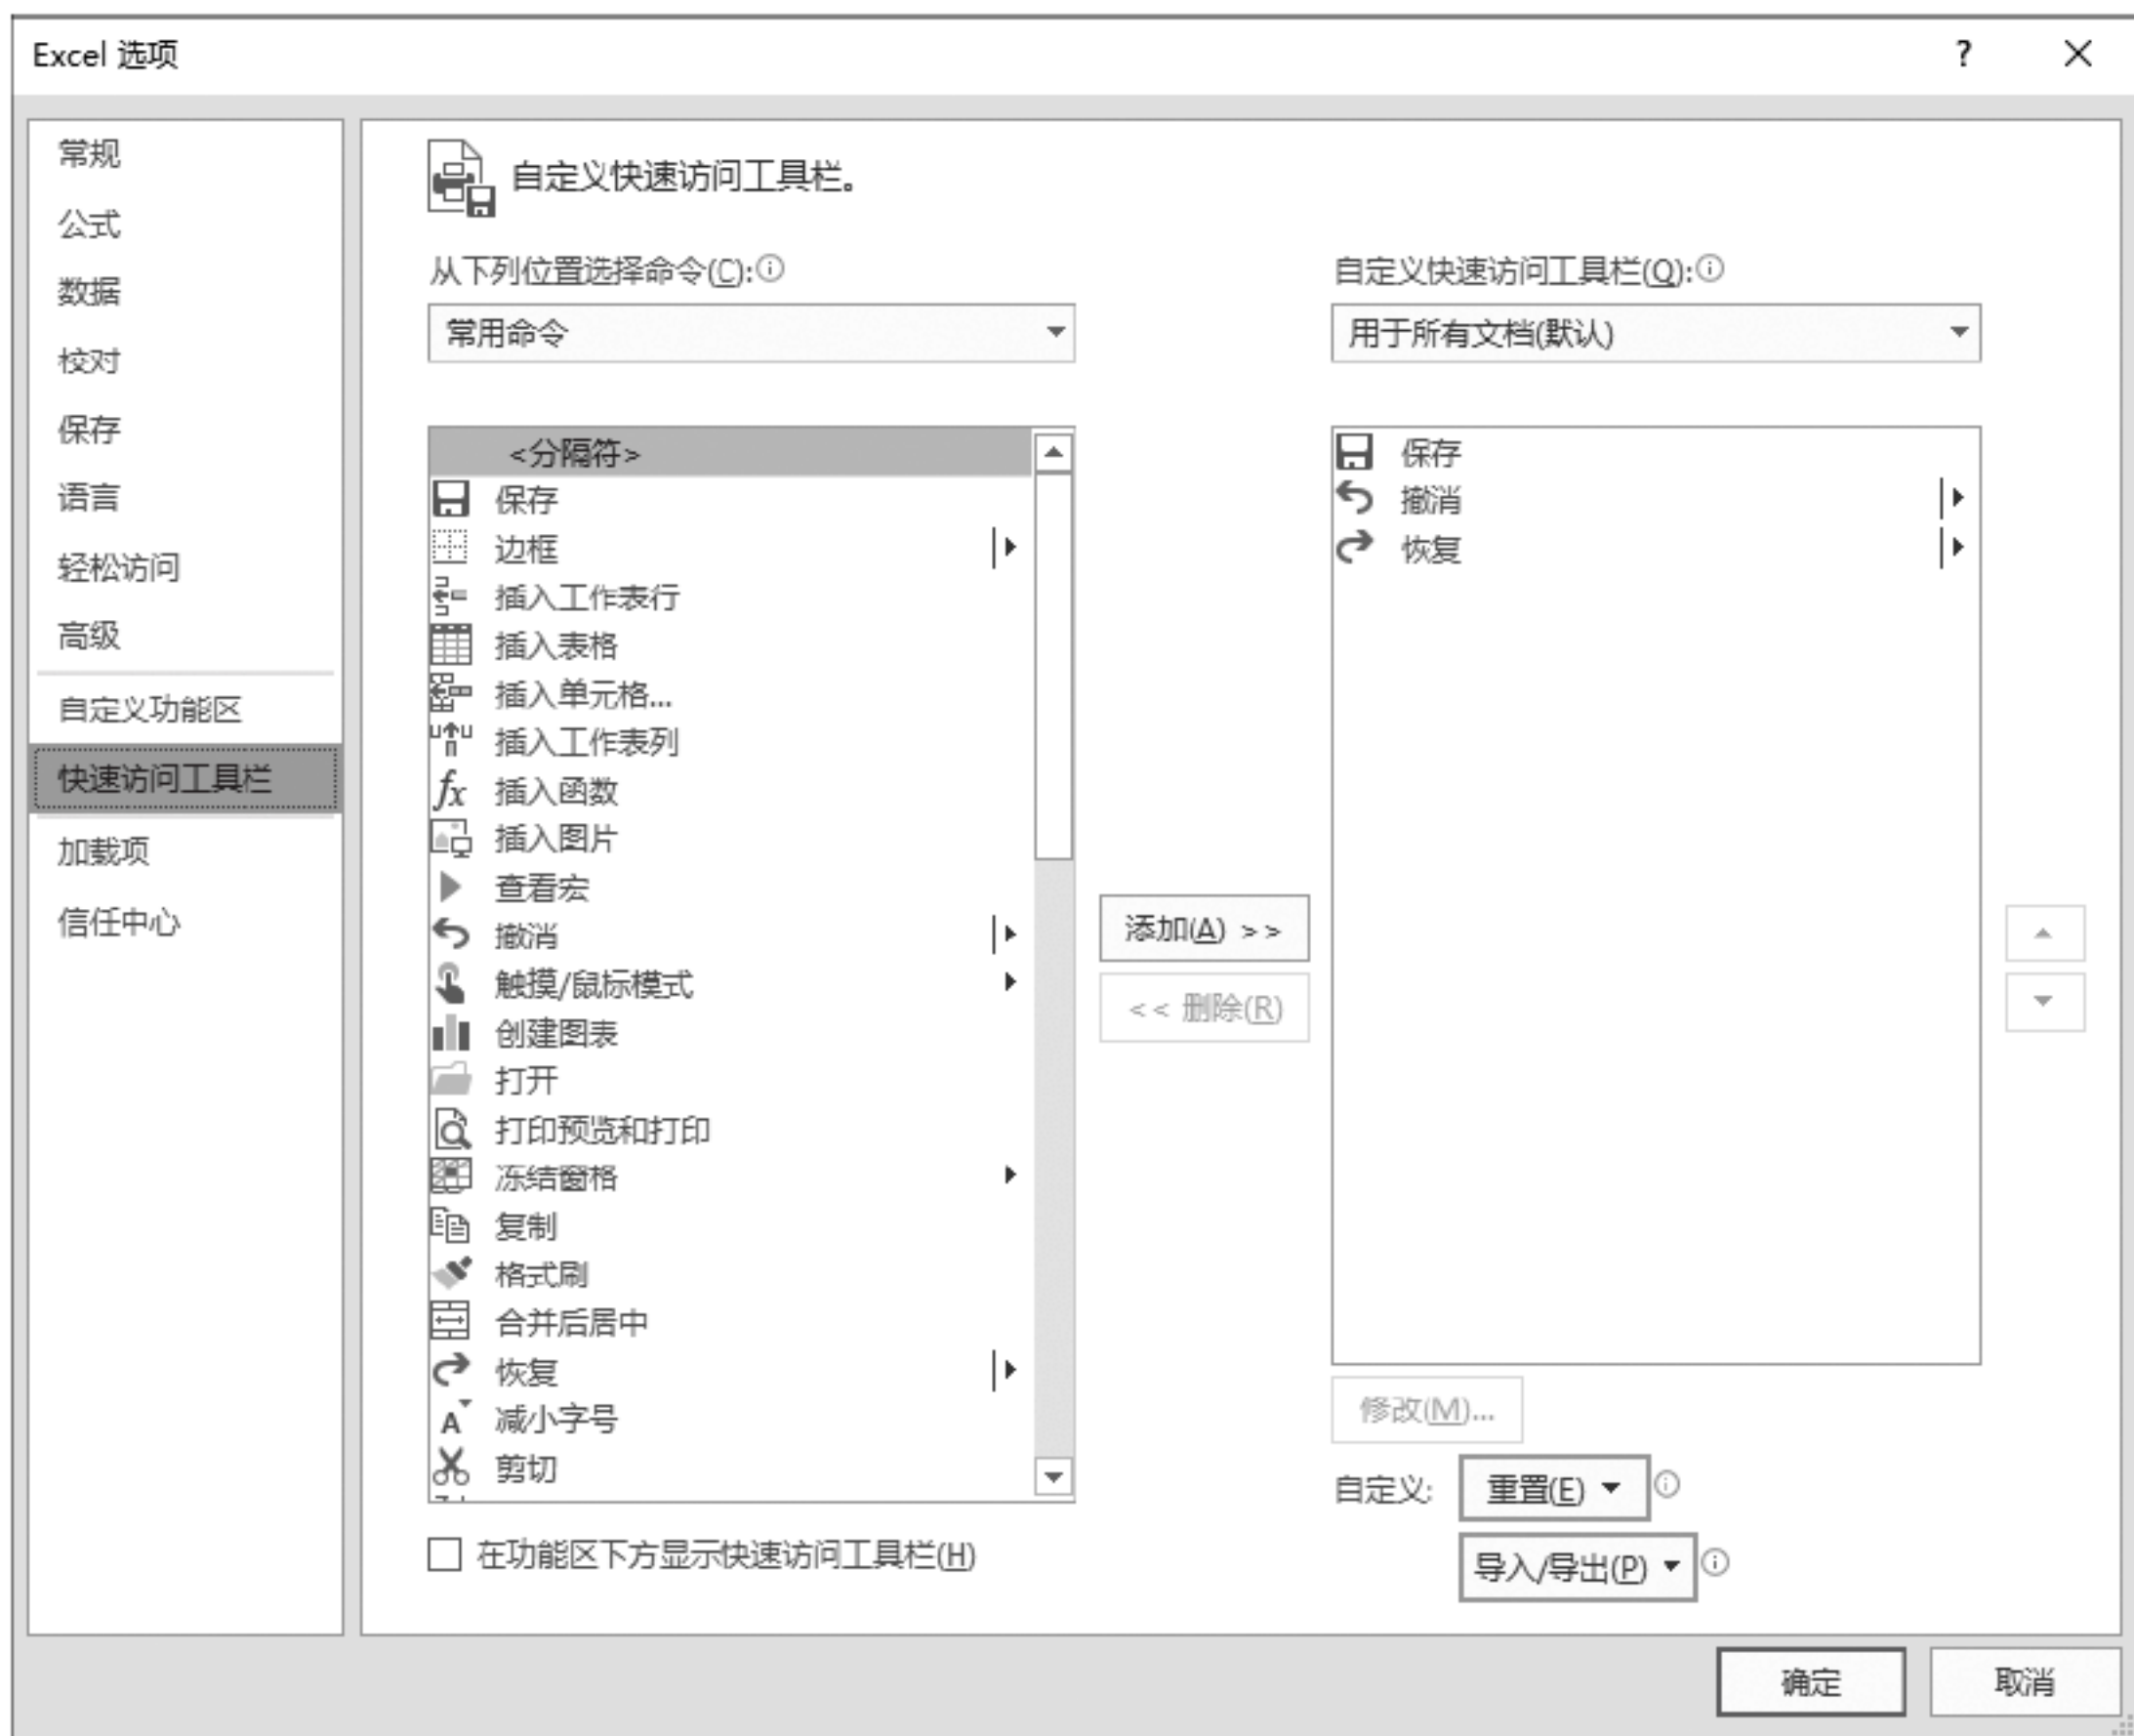 Excel 选项
?
常规
公式
数据
校对
保存
语言
轻松访问
高级
自定义功能区
快速访问工具栏
加载项
信任中心
自定义快速访问工具栏。
从下列位置选择命令(C):
常用命令
<分隔符>
保存
边框
插入工作表行
插入表格
插入单元格...
插入工作表列
插入函数
插入图片
查看宏
撤消
触摸/鼠标模式
创建图表
打开
打印预览和打印
冻结窗格
复制
格式刷
合并后居中
恢复
减小字号
剪切
在功能区下方显示快速访问工具栏(H)
添加(A) >>
<< 删除(R)
自定义快速访问工具栏(Q):
用于所有文档(默认)
保存
撤消
恢复
修改(M)...
自定义:
重置(E)
导入/导出(P)
确定
取消